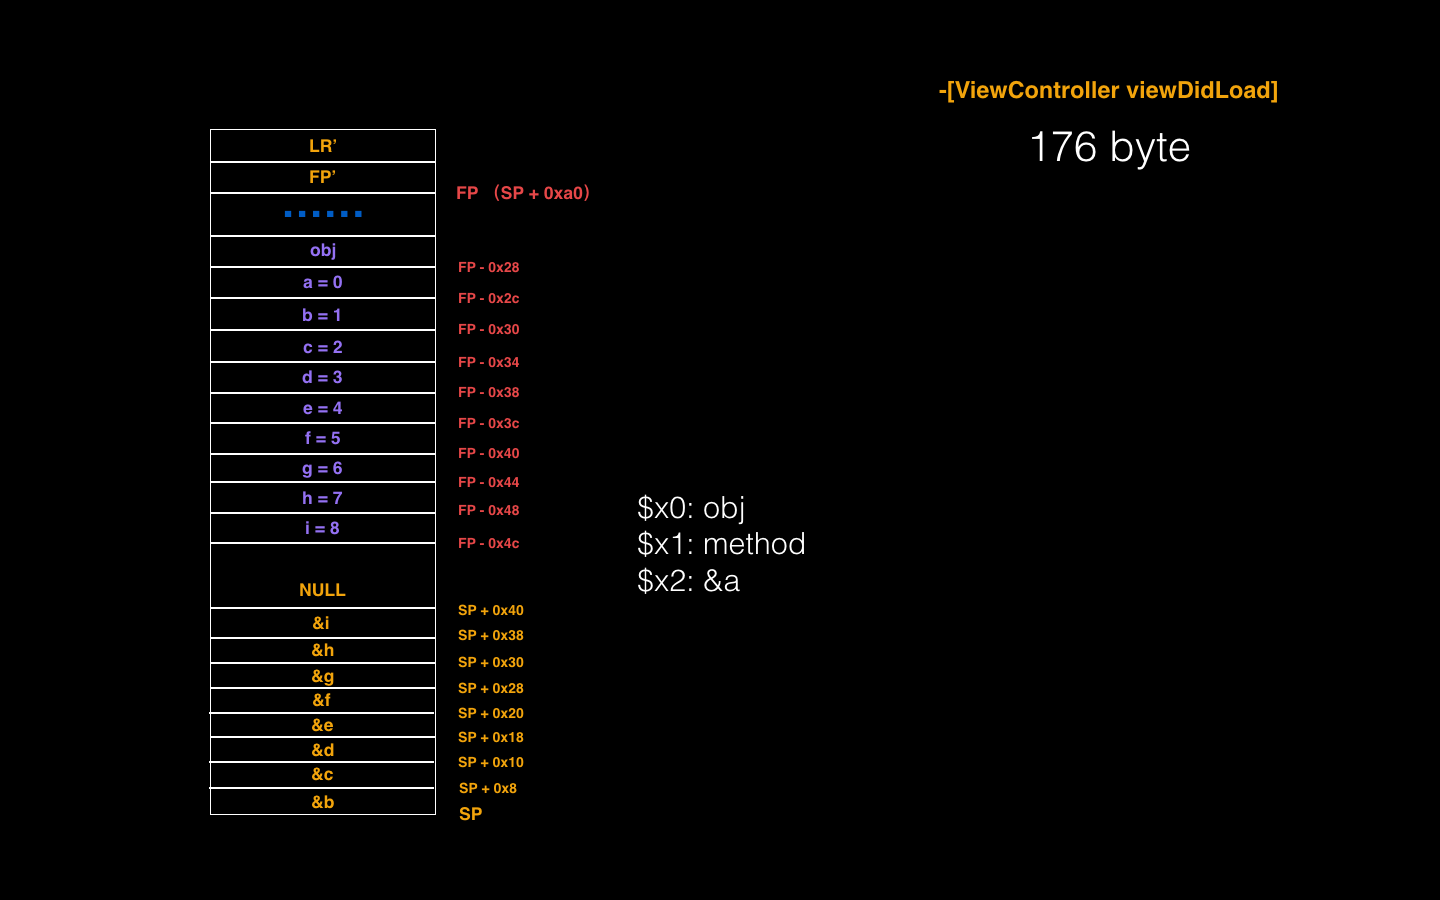 -[ViewController viewDidLoad]
176 byte
LR’
FP’
FP （SP + 0xa0）
obj
FP - 0x28
a = 0
FP - 0x2c
b = 1
FP - 0x30
c = 2
FP - 0x34
d = 3
FP - 0x38
e = 4
FP - 0x3c
f = 5
FP - 0x40
g = 6
FP - 0x44
h = 7
FP - 0x48
i = 8
FP - 0x4c
$x0: obj
$x1: method
$x2: &a
NULL
SP + 0x40
&i
SP + 0x38
&h
SP + 0x30
&g
SP + 0x28
&f
SP + 0x20
&e
SP + 0x18
&d
SP + 0x10
&c
SP + 0x8
&b
SP